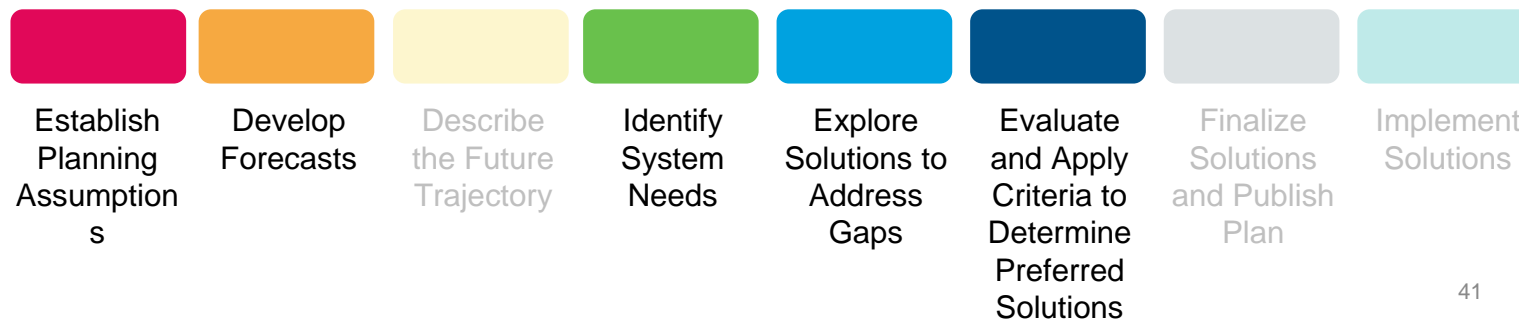 Establish
Planning
Assumption
s
Develop
Forecasts
Describe
the Future
Trajectory
Identify
System
Needs
Explore
Solutions to
Address
Gaps
Evaluate
and Apply
Criteria to
Determine
Preferred
Solutions
Finalize
Solutions
and Publish
Plan
Implement
Solutions
41